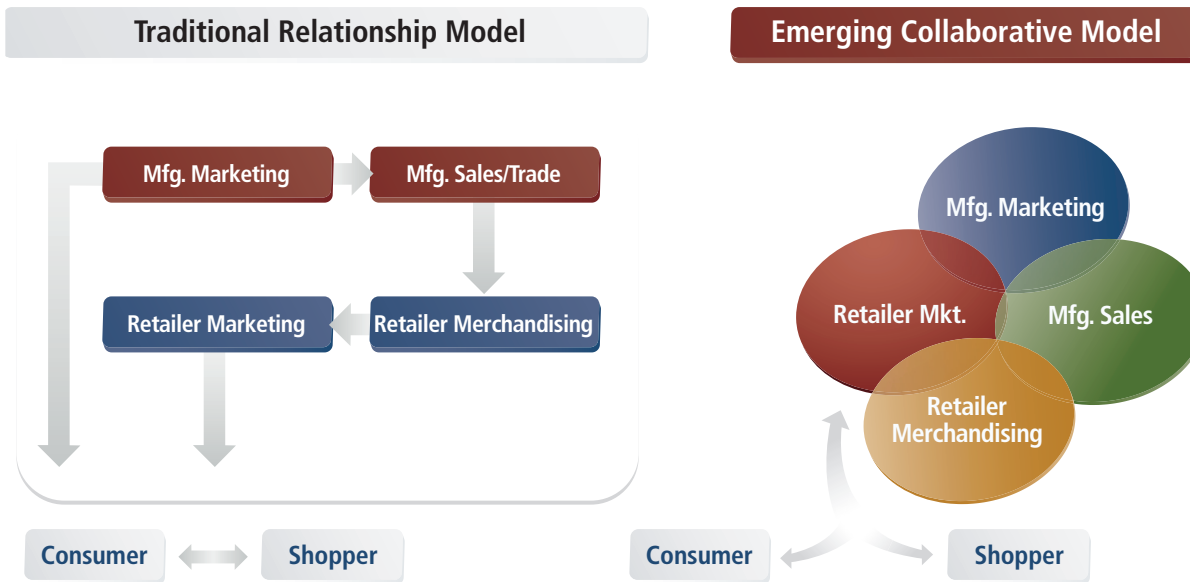 Traditional Relationship Model
Mfg. Marketing
Mfg. Sales/Trade
Retailer Marketing
Retailer Merchandising
Consumer
Shopper
Emerging Collaborative Model
Mfg. Marketing
Retailer Mkt.
Mfg. Sales
Retailer
Merchandising
Consumer
Shopper